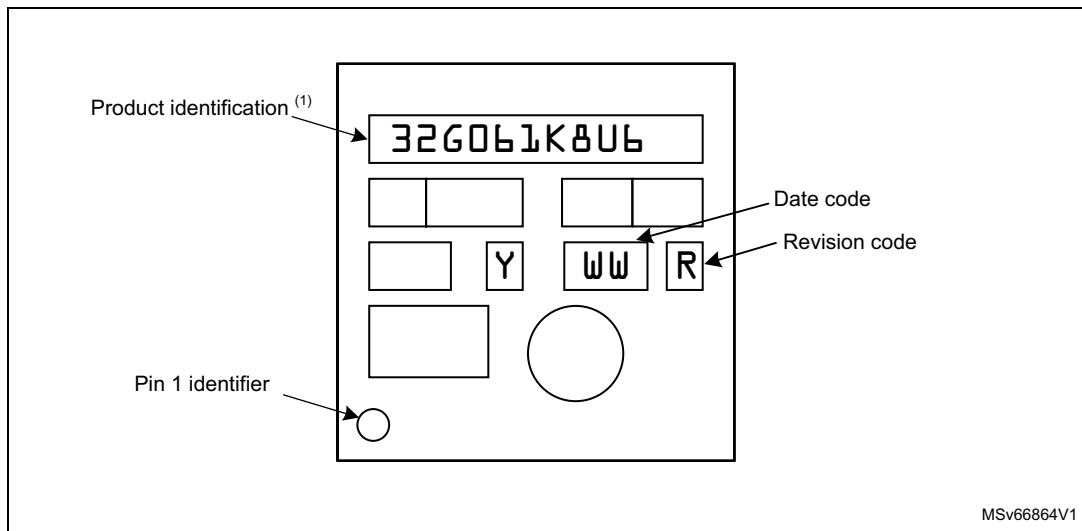 Product identification (1)
32G061K8U6
Date code
Revision code
Y WW R
Pin 1 identifier
MSv66864V1